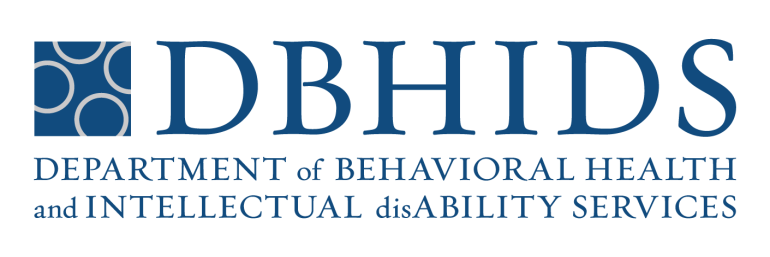 DBHIDS
DEPARTMENT of BEHAVIORAL HEALTH
and INTELLECTUAL disABILITY SERVICES